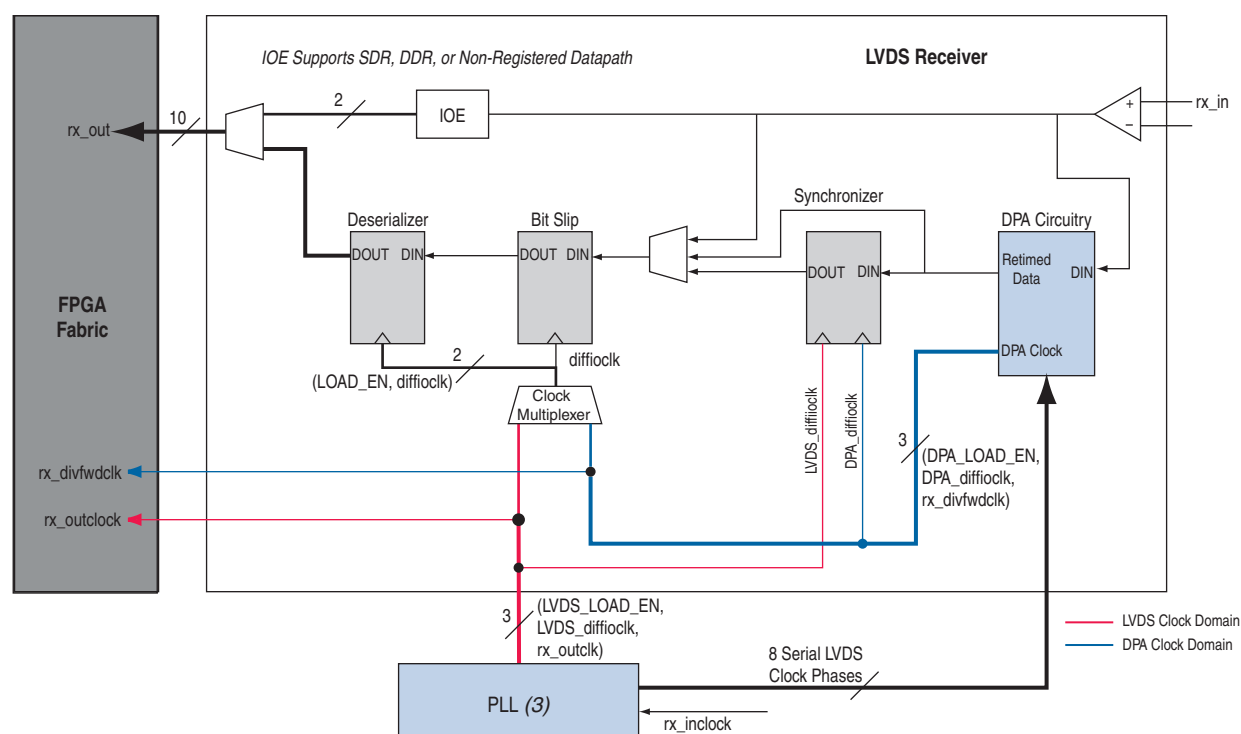 IOE Supports SDR, DDR, or Non-Registered Datapath
LVDS Receiver
2
IOE
+
–
rx_in
10
rx_out
Synchronizer
Deserializer
Bit Slip
DPA Circuitry
DOUT DIN
DOUT DIN
DOUT DIN
Retimed
Data
DIN
FPGA
Fabric
DPA Clock
2
diffioclk
(LOAD_EN, diffioclk)
Clock
Multiplexer
LVDS_diffiioclk
DPA_diffioclk
3
(DPA_LOAD_EN,
DPA_diffioclk,
rx_divfwdclk)
rx_divfwdclk
rx_outclock
3
(LVDS_LOAD_EN,
LVDS_diffioclk,
rx_outclk)
LVDS Clock Domain
DPA Clock Domain
8 Serial LVDS
Clock Phases
PLL (3)
rx_inclock